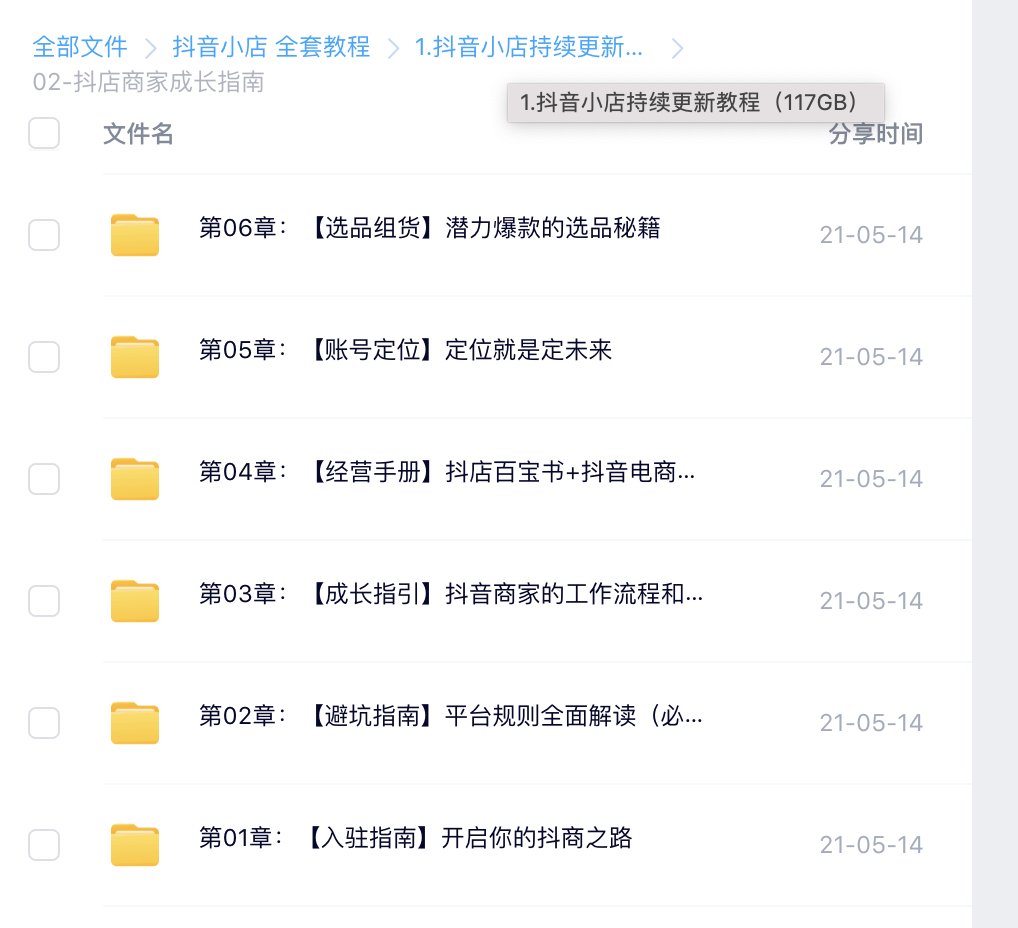 全部文件 > 抖音小店 全套教程 > 1.抖音小店持续更新... >
02-抖店商家成长指南
1.抖音小店持续更新教程（117GB）
文件名 分享时间
第06章：【选品组货】潜力爆款的选品秘籍 21-05-14
第05章：【账号定位】定位就是定未来 21-05-14
第04章：【经营手册】抖店百宝书+抖音电商... 21-05-14
第03章：【成长指引】抖音商家的工作流程和... 21-05-14
第02章：【避坑指南】平台规则全面解读（必... 21-05-14
第01章：【入驻指南】开启你的抖商之路 21-05-14